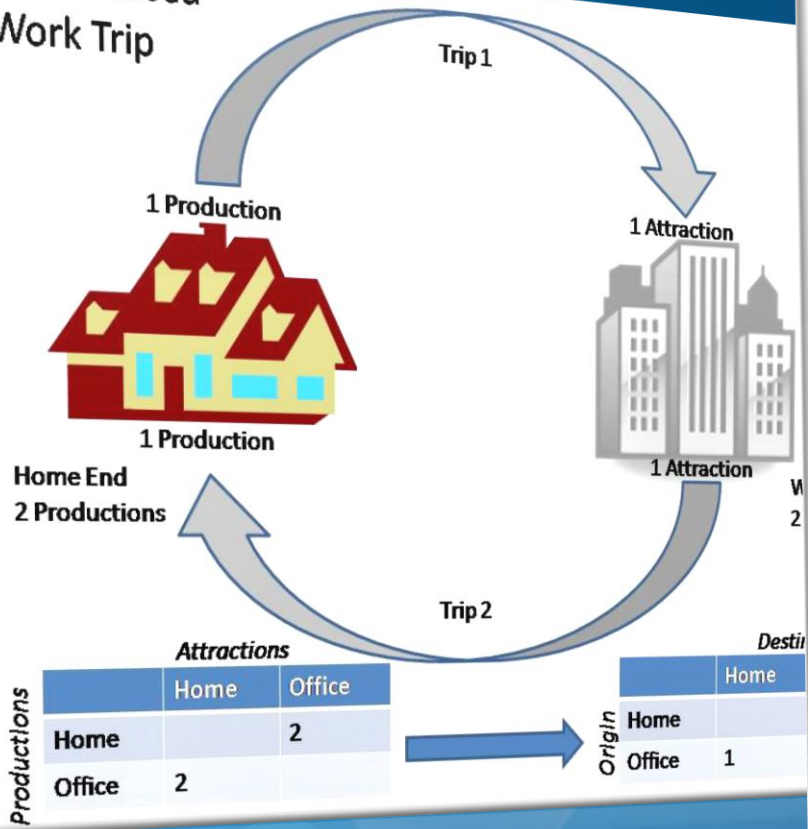 Work Trip
Trip 1
1 Production
1 Attraction
1 Production
1 Attraction
Home End
2 Productions
2
Trip 2
Attractions
Home Office
Productions
Home 2
Office 2
Home
Origin
Home
Office 1